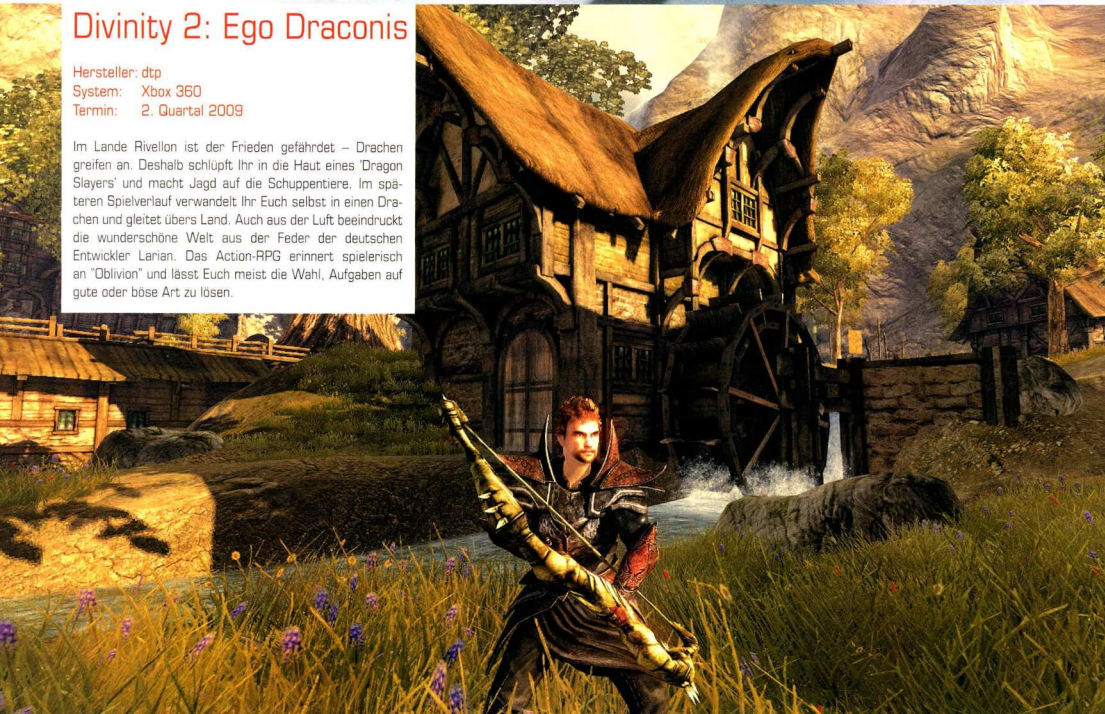 Divinity 2: Ego Draconis
Hersteller: dtp
System: Xbox 360
Termin: 2. Quartal 2009
Im Lande Rivellon ist der Frieden gefährdet – Drachen
greifen an. Deshalb schlüpft Ihr in die Haut eines 'Dragon
Slayers' und macht Jagd auf die Schuppentiere. Im spä-
teren Spielverlauf verwandelt Ihr Euch selbst in einen Dra-
chen und gleitet übers Land. Auch aus der Luft beeindruckt
die wunderschöne Welt aus der Feder der deutschen
Entwickler Larian. Das Action-RPG erinnert spielerisch
an "Oblivion" und lässt Euch meist die Wahl, Aufgaben auf
gute oder böse Art zu lösen.